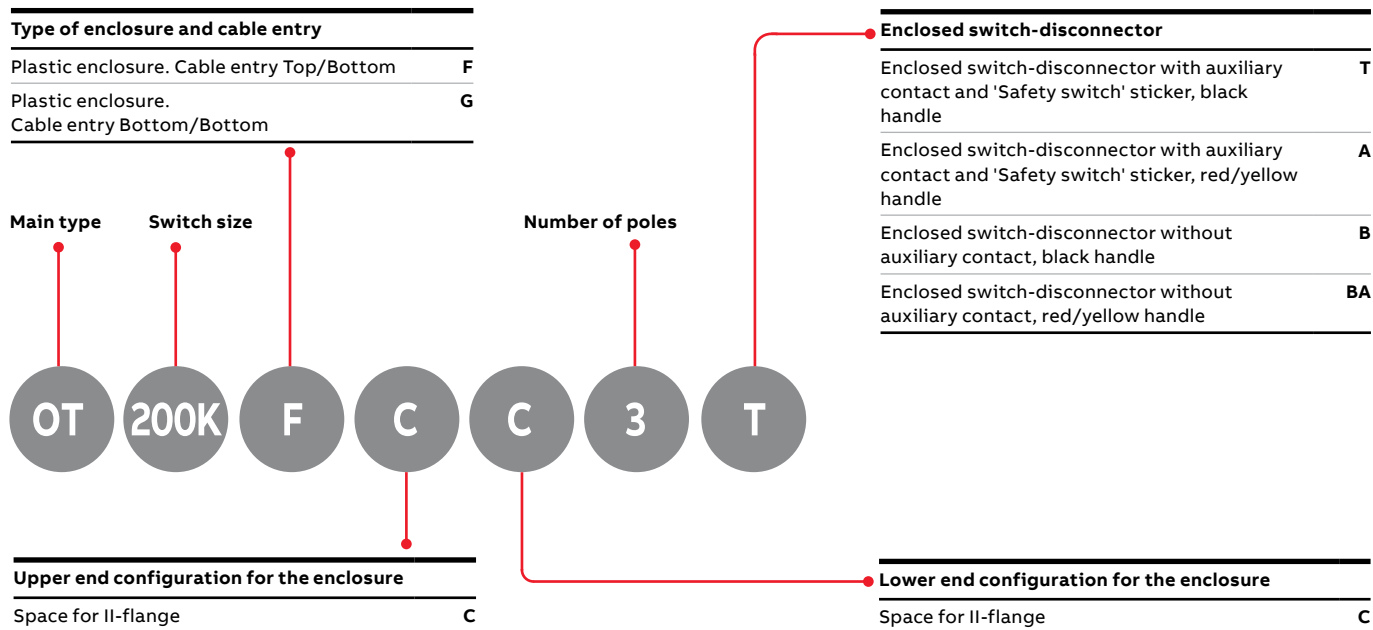 Type of enclosure and cable entry
Plastic enclosure. Cable entry Top/Bottom F
Plastic enclosure. G
Cable entry Bottom/Bottom
Enclosed switch-disconnector
Enclosed switch-disconnector with auxiliary T
contact and 'Safety switch' sticker, black
handle
Enclosed switch-disconnector with auxiliary A
contact and 'Safety switch' sticker, red/yellow
handle
Enclosed switch-disconnector without B
auxiliary contact, black handle
Enclosed switch-disconnector without BA
auxiliary contact, red/yellow handle
Main type Switch size Number of poles
OT 200K F C C 3 T
Upper end configuration for the enclosure
Space for II-flange C
Lower end configuration for the enclosure
Space for II-flange C